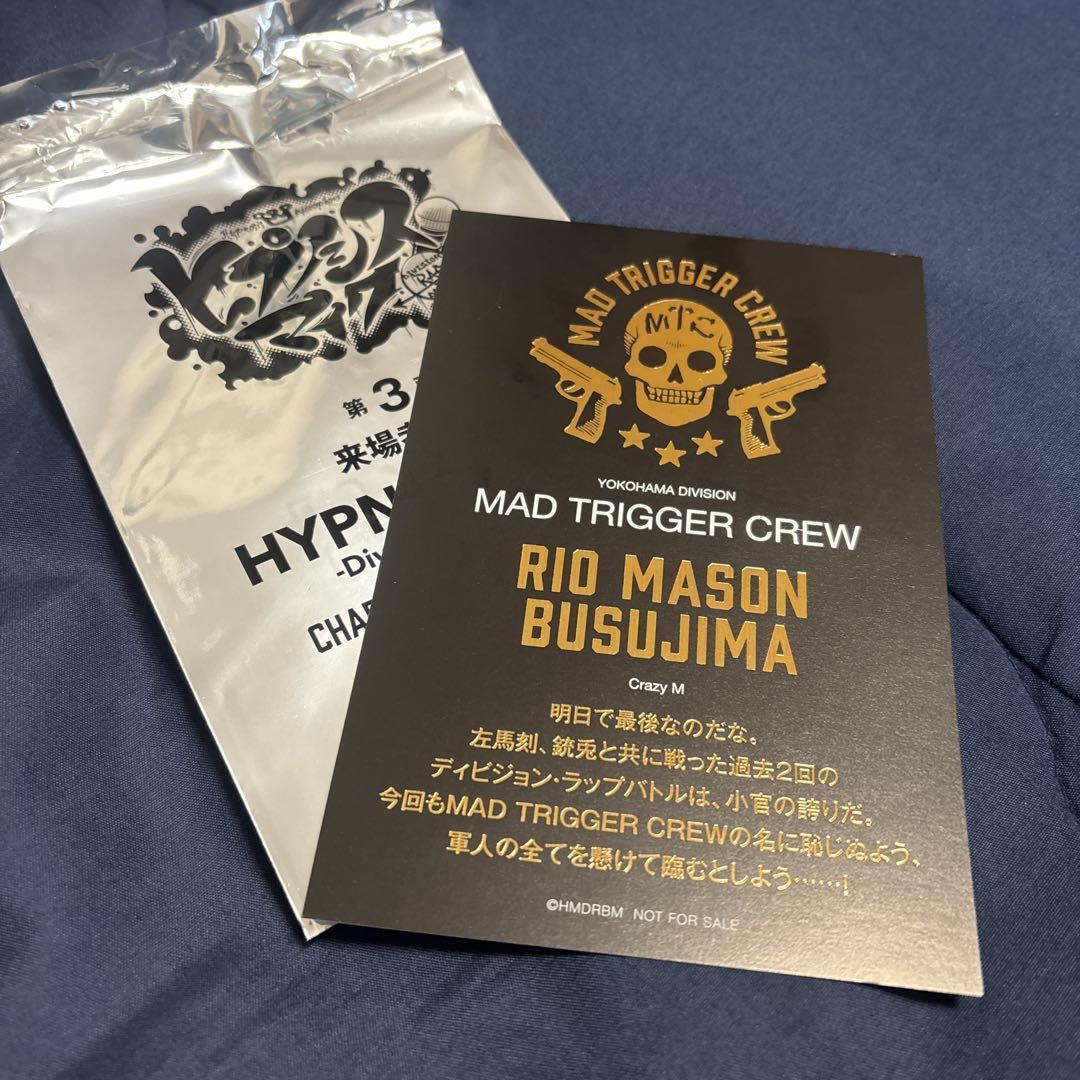 ヒプノシスマイク
Division
RAP
第3
来場
HYPN
-Div
CHAR
MAD TRIGGER CREW
MTC
YOKOHAMA DIVISION
MAD TRIGGER CREW
RIO MASON
BUSUJIMA
Crazy M
明日で最後なのだな。
左馬刻、銃兎と共に戦った過去2回の
ディビジョン・ラップバトルは、小官の誇りだ。
今回もMAD TRIGGER CREWの名に恥じぬよう、
軍人の全てを懸けて臨むとしよう……!
©HMDRBM NOT FOR SALE